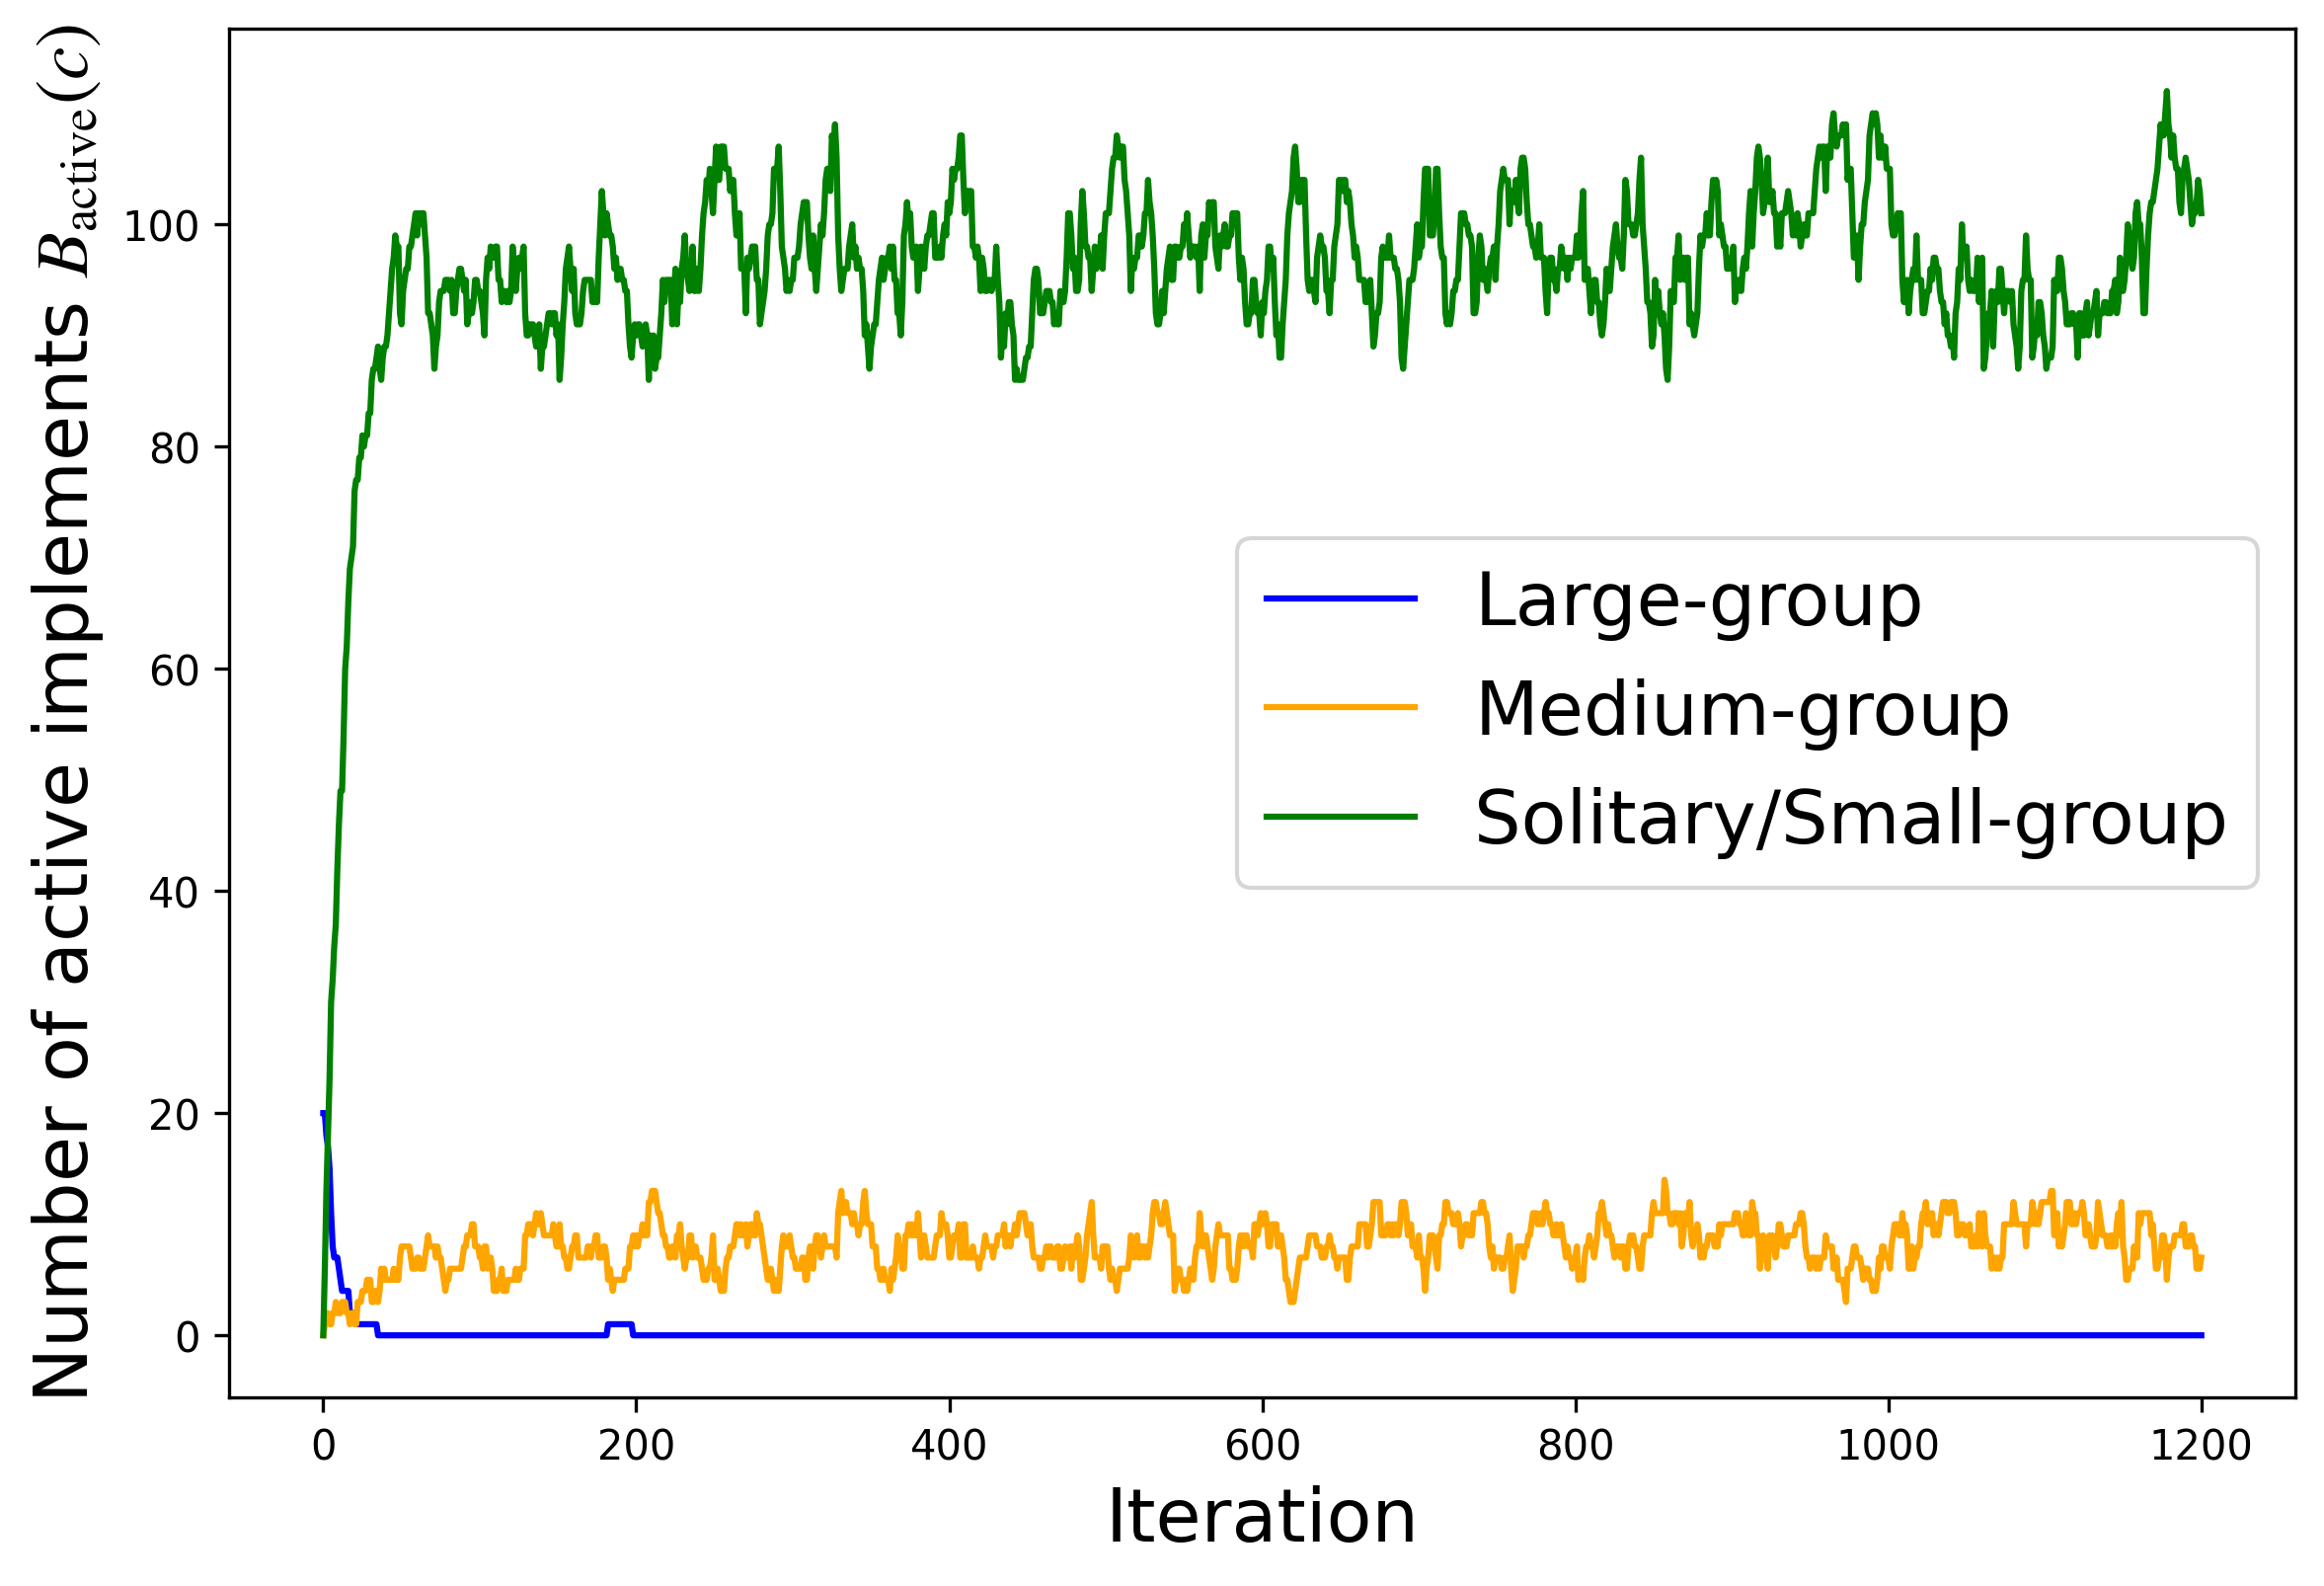 Number of active implements B_active(c)
100
80
60
40
20
0
Large-group
Medium-group
Solitary/Small-group
0 200 400 600 800 1000 1200
Iteration